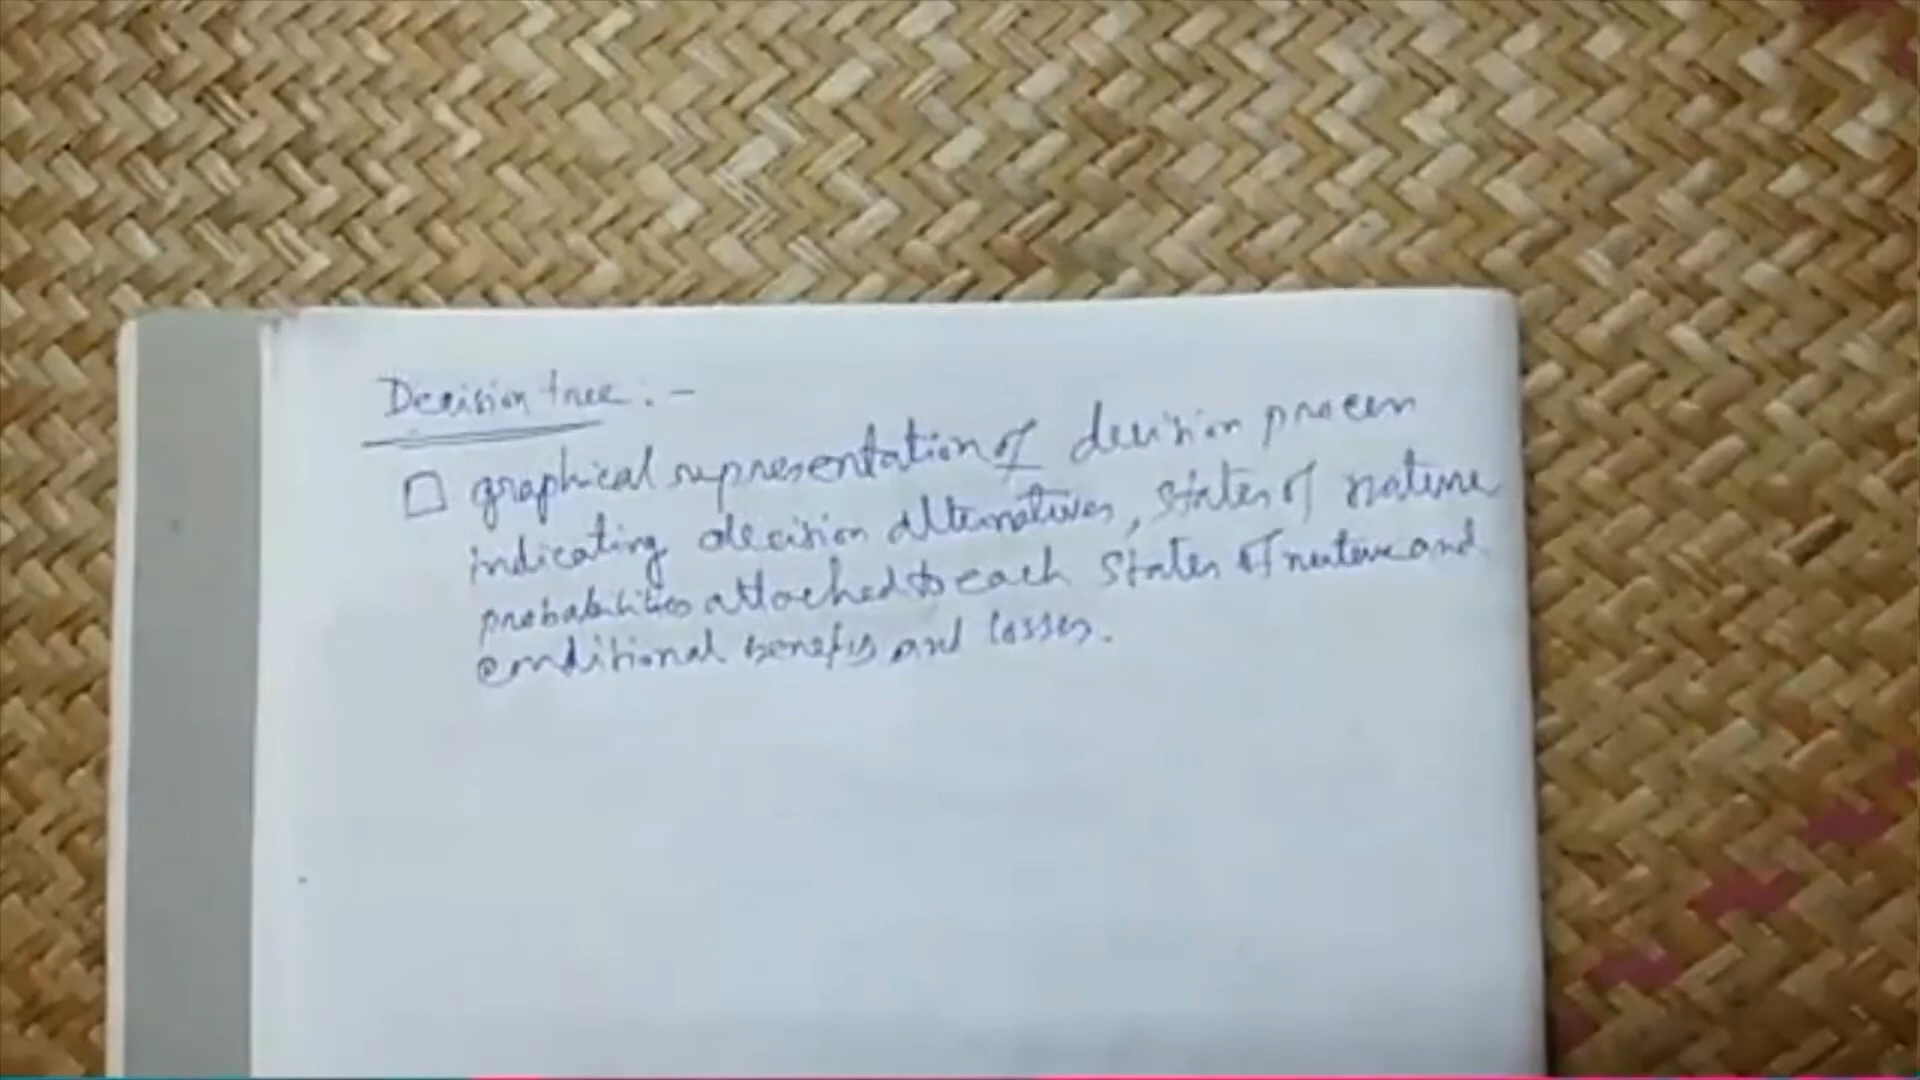 Decision tree :-
□ graphical representation of decision process
indicating decision alternatives, states of nature
probabilities attached to each states of nature and
conditional benefits and losses.